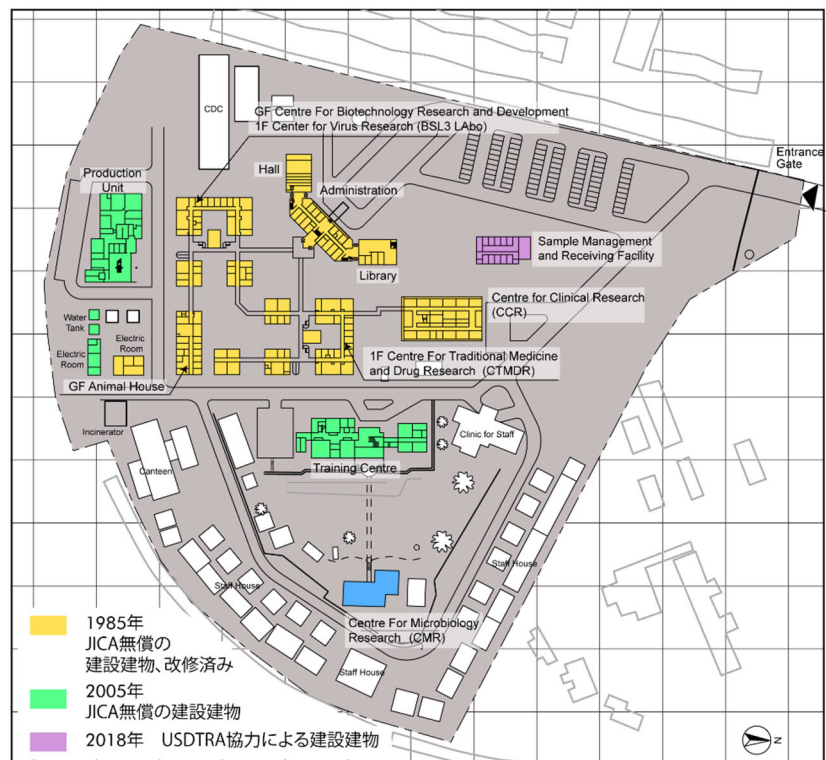 CDC
GF Centre For Biotechnology Research and Development
1F Center for Virus Research (BSL3 LAbo)
Entrance
Gate
Hall
Production
Unit
Administration
Sample Management
and Receiving Facility
Library
Centre for Clinical Research
(CCR)
Water
Tank
Electric
Room
Electric
Room
1F Centre For Traditional Medicine
and Drug Research (CTMDR)
GF Animal House
Incinerator
Clinic for Staff
Canteen
Training Centre
Staff House
Staff House
Centre For Microbiology
Research (CMR)
Staff House
1985年
JICA無償の
建設建物、改修済み
2005年
JICA無償の建設建物
2018年 USDTRA協力による建設建物
N